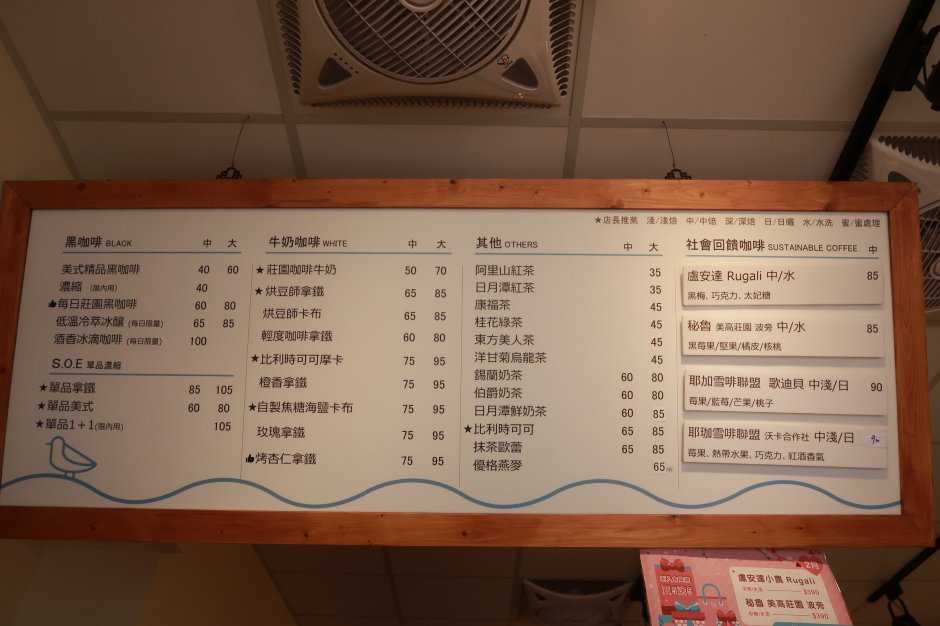 ★店長推薦 淺/淺焙 中/中焙 深/深焙 日/日曬 水/水洗 蜜/蜜處理
黑咖啡 BLACK 中 大
美式精品黑咖啡 40 60
濃縮 (限內用) 40
每日莊園黑咖啡 60 80
低溫冷萃冰釀 (每日限量) 65 85
酒香冰滴咖啡 (每日限量) 100
S.O.E 單品濃縮
★單品拿鐵 85 105
★單品美式 60 80
★單品1+1(限內用) 105
牛奶咖啡 WHITE 中 大
★莊園咖啡牛奶 50 70
★烘豆師拿鐵 65 85
烘豆師卡布 65 85
輕度咖啡拿鐵 60 80
★比利時可可摩卡 75 95
橙香拿鐵 75 95
★自製焦糖海鹽卡布 75 95
玫瑰拿鐵 75 95
烤杏仁拿鐵 75 95
其他 OTHERS 中 大
阿里山紅茶 35
日月潭紅茶 35
康福茶 45
桂花綠茶 45
東方美人茶 45
洋甘菊烏龍茶 45
錫蘭奶茶 60 80
伯爵奶茶 60 80
日月潭鮮奶茶 60 85
★比利時可可 65 85
抹茶歐蕾 65 85
優格燕麥 65
社會回饋咖啡 SUSTAINABLE COFFEE 中
盧安達 Rugali 中/水 85
黑梅、巧克力、太妃糖
秘魯 美高莊園 波旁 中/水 85
黑莓果/堅果/橘皮/核桃
耶加雪啡聯盟 歌迪貝 中淺/日 90
莓果/藍莓/芒果/桃子
耶珈雪啡聯盟 沃卡合作社 中淺/日 90
莓果、熱帶水果、巧克力、紅酒香氣
2月
買5送5
盧安達小農 Rugali
中焙/水洗 $390
秘魯 美高莊園 波旁
中焙/水洗 $390